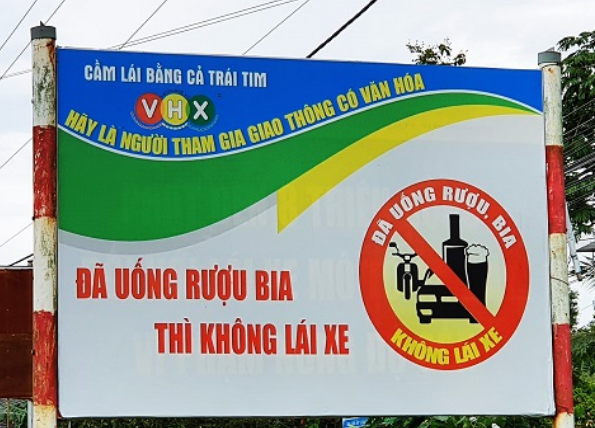 CẦM LÁI BẰNG CẢ TRÁI TIM
VHX
HÃY LÀ NGƯỜI THAM GIA GIAO THÔNG CÓ VĂN HÓA
ĐÃ UỐNG RƯỢU BIA
THÌ KHÔNG LÁI XE
ĐÃ UỐNG RƯỢU, BIA
KHÔNG LÁI XE